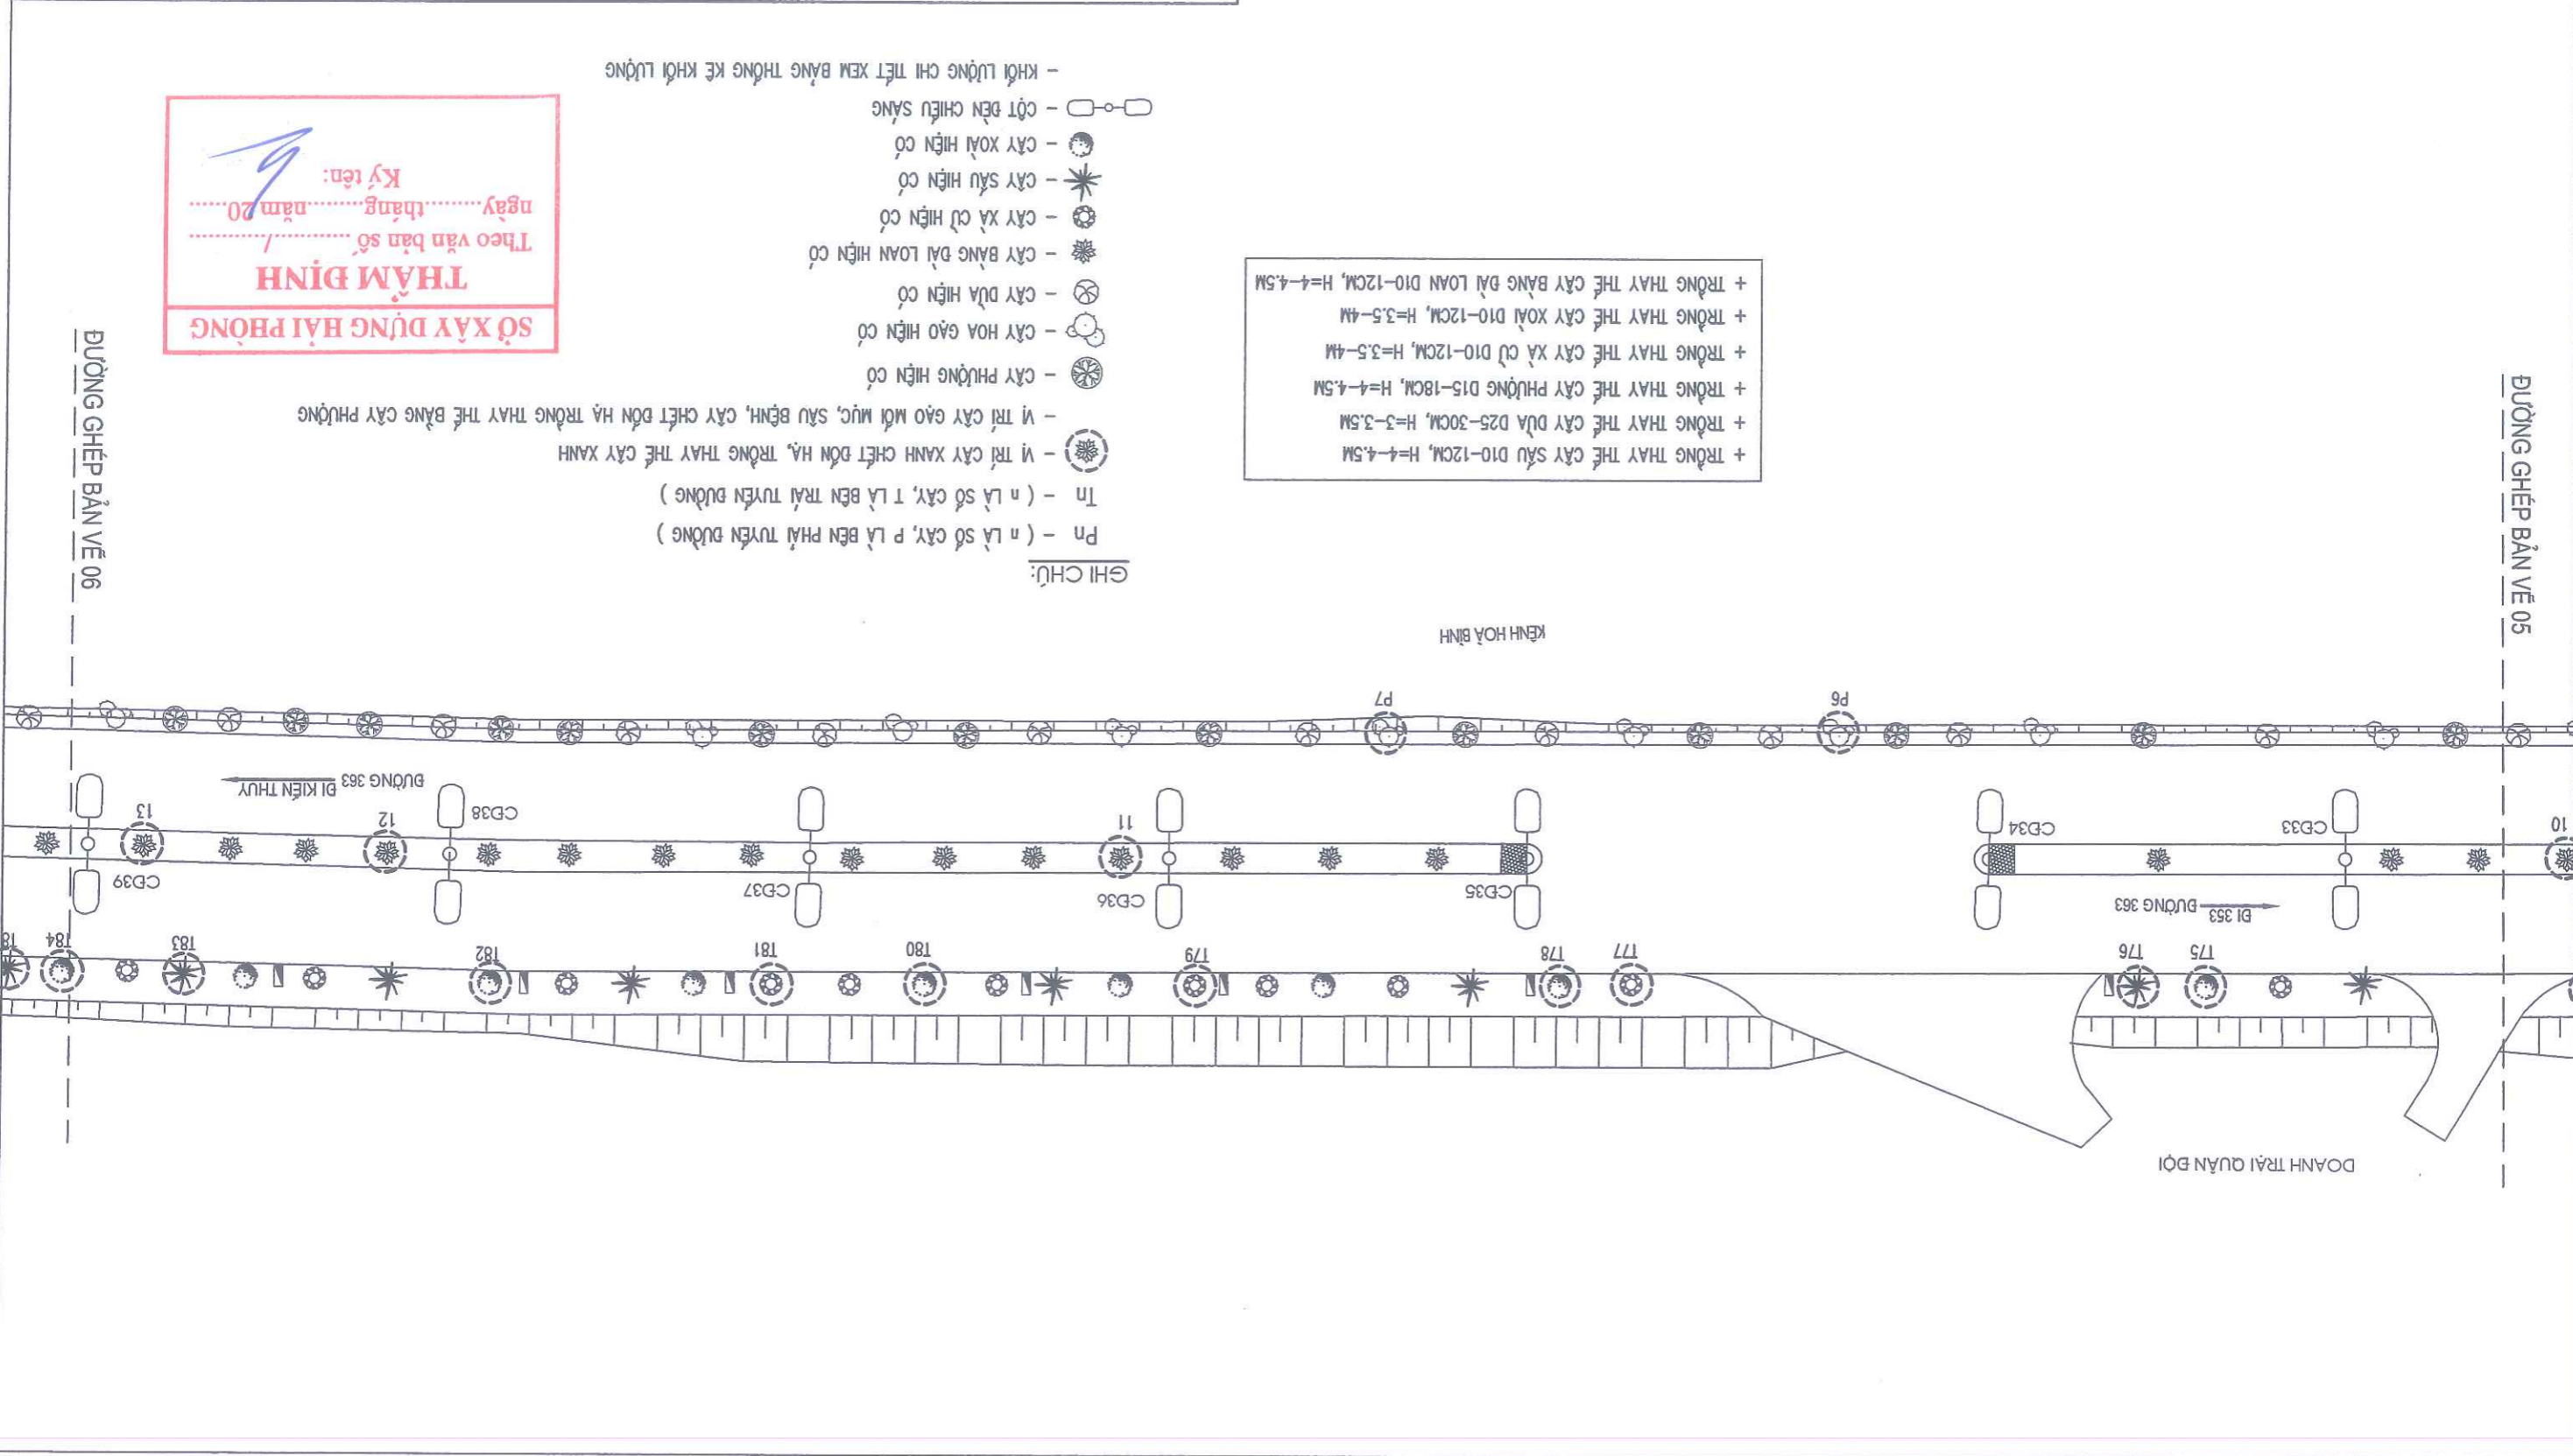 DOANH TRẠI QUÂN ĐỘI
ĐƯỜNG GHÉP BẢN VẼ 05
ĐƯỜNG GHÉP BẢN VẼ 06
T75
T76
T77
T78
T79
T80
T81
T82
T83
T84
T8
ĐI 353
ĐƯỜNG 363
10
CĐ33
CĐ34
CĐ35
CĐ36
11
CĐ37
CĐ38
12
13
CĐ39
ĐƯỜNG 363
ĐI KIẾN THỤY
P6
P7
KÊNH HOÀ BÌNH
GHI CHÚ:
Pn - ( n LÀ SỐ CÂY, P LÀ BÊN PHẢI TUYẾN ĐƯỜNG )
Tn - ( n LÀ SỐ CÂY, T LÀ BÊN TRÁI TUYẾN ĐƯỜNG )
- VỊ TRÍ CÂY XANH CHẾT ĐỐN HẠ, TRỒNG THAY THẾ CÂY XANH
- VỊ TRÍ CÂY GẠO MỐI MỤC, SÂU BỆNH, CÂY CHẾT ĐỐN HẠ TRỒNG THAY THẾ BẰNG CÂY PHƯỢNG
- CÂY PHƯỢNG HIỆN CÓ
- CÂY HOA GẠO HIỆN CÓ
- CÂY DỪA HIỆN CÓ
- CÂY BÀNG ĐÀI LOAN HIỆN CÓ
- CÂY XÀ CỪ HIỆN CÓ
- CÂY SẤU HIỆN CÓ
- CÂY XOÀI HIỆN CÓ
- CỘT ĐÈN CHIẾU SÁNG
- KHỐI LƯỢNG CHI TIẾT XEM BẢNG THỐNG KÊ KHỐI LƯỢNG
+ TRỒNG THAY THẾ CÂY SẤU D10-12CM, H=4-4.5M
+ TRỒNG THAY THẾ CÂY DỪA D25-30CM, H=3-3.5M
+ TRỒNG THAY THẾ CÂY PHƯỢNG D15-18CM, H=4-4.5M
+ TRỒNG THAY THẾ CÂY XÀ CỪ D10-12CM, H=3.5-4M
+ TRỒNG THAY THẾ CÂY XOÀI D10-12CM, H=3.5-4M
+ TRỒNG THAY THẾ CÂY BÀNG ĐÀI LOAN D10-12CM, H=4-4.5M
SỞ XÂY DỰNG HẢI PHÒNG
THẨM ĐỊNH
Theo văn bản số ............/............
ngày.........tháng.........năm 20......
Ký tên: